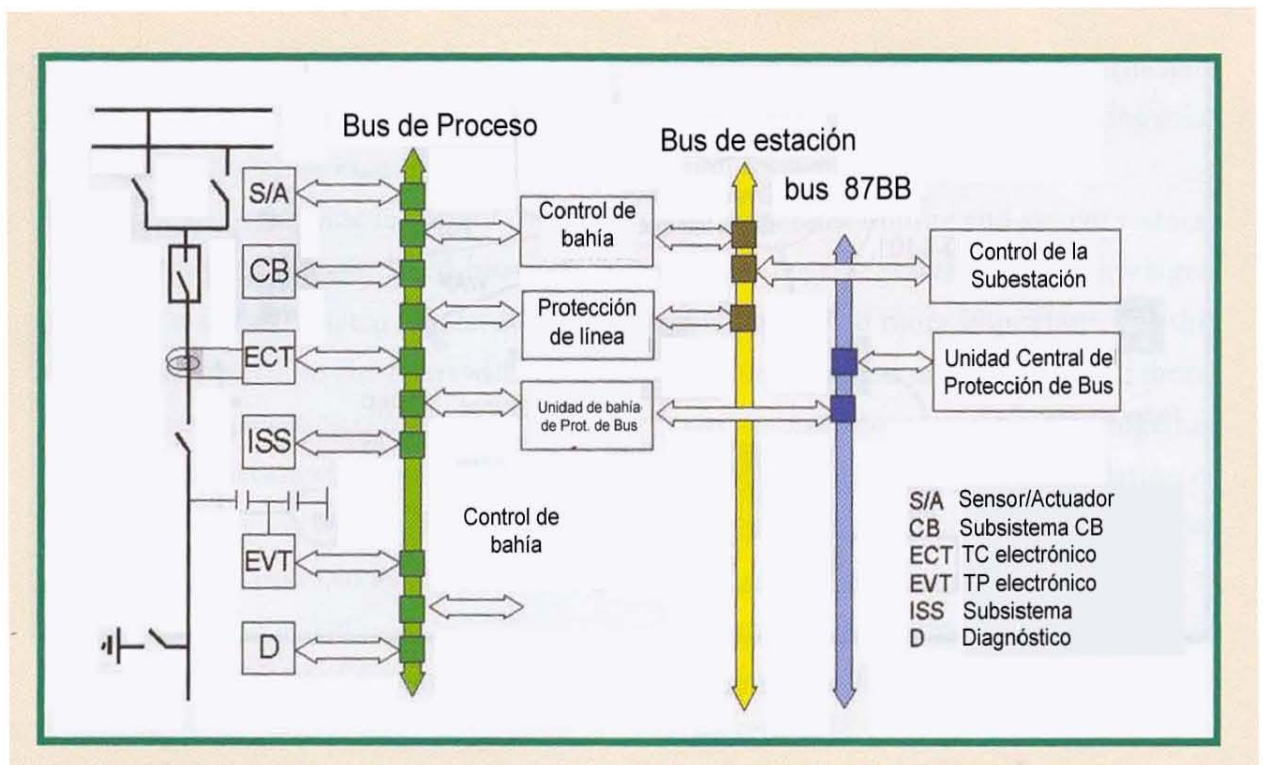 Bus de Proceso
Bus de estación
bus 87BB
S/A
CB
ECT
ISS
EVT
D
Control de
bahía
Protección
de línea
Unidad de bahía
de Prot. de Bus
Control de
bahía
Control de la
Subestación
Unidad Central de
Protección de Bus
S/A Sensor/Actuador
CB Subsistema CB
ECT TC electrónico
EVT TP electrónico
ISS Subsistema
D Diagnóstico